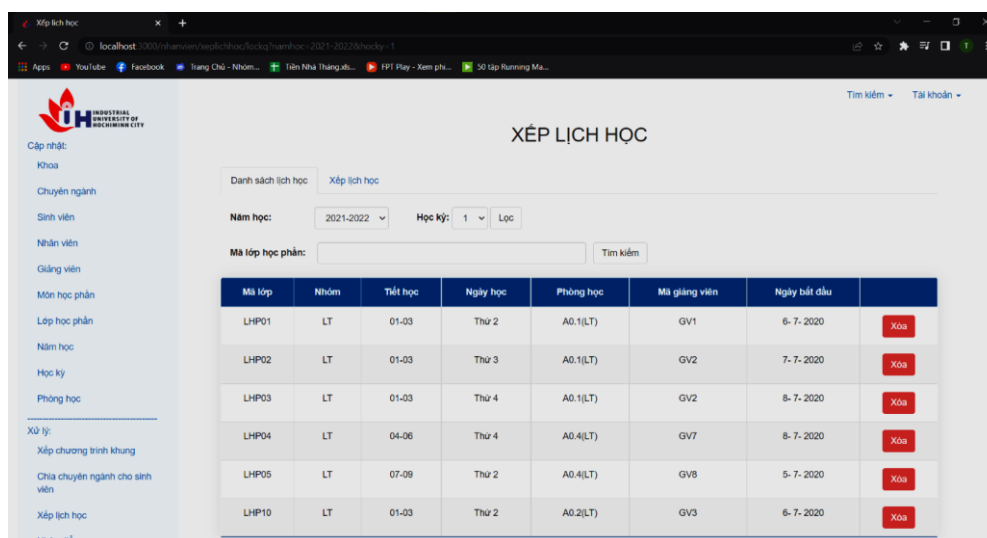 Xếp lịch học
localhost:3000/nhanvien/xeplichhoc/lockq?namhoc=2021-2022&hocky=1
Apps YouTube Facebook Trang Chủ - Nhóm... Tiền Nhà Tháng.xls... FPT Play - Xem phi... 50 tập Running Ma...
INDUSTRIAL
UNIVERSITY OF
HOCHIMINH CITY
Tìm kiếm Tài khoản
XẾP LỊCH HỌC
Cập nhật:
Khoa
Chuyên ngành
Sinh viên
Nhân viên
Giảng viên
Môn học phần
Lớp học phần
Năm học
Học kỳ
Phòng học
Xử lý:
Xếp chương trình khung
Chia chuyên ngành cho sinh
viên
Xếp lịch học
Danh sách lịch học Xếp lịch học
Năm học: 2021-2022 Học kỳ: 1 Lọc
Mã lớp học phần: Tìm kiếm
Mã lớp Nhóm Tiết học Ngày học Phòng học Mã giảng viên Ngày bắt đầu
LHP01 LT 01-03 Thứ 2 A0.1(LT) GV1 6- 7- 2020 Xóa
LHP02 LT 01-03 Thứ 3 A0.1(LT) GV2 7- 7- 2020 Xóa
LHP03 LT 01-03 Thứ 4 A0.1(LT) GV2 8- 7- 2020 Xóa
LHP04 LT 04-06 Thứ 4 A0.4(LT) GV7 8- 7- 2020 Xóa
LHP05 LT 07-09 Thứ 2 A0.4(LT) GV8 5- 7- 2020 Xóa
LHP10 LT 01-03 Thứ 2 A0.2(LT) GV3 6- 7- 2020 Xóa